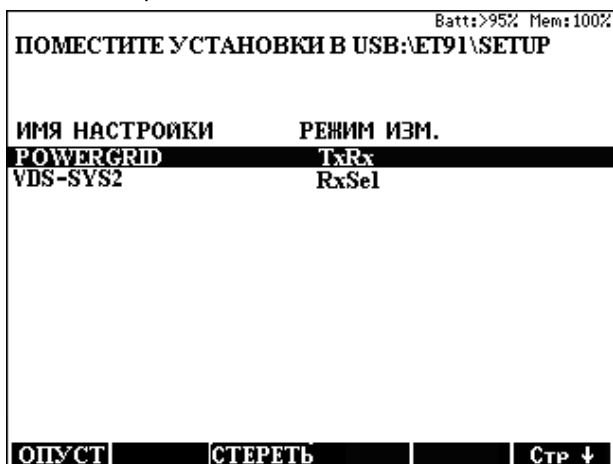 Batt:>95% Mem:100%
ПОМЕСТИТЕ УСТАНОВКИ В USB:\ET91\SETUP
ИМЯ НАСТРОЙКИ РЕЖИМ ИЗМ.
POWERGRID TxRx
VDS-SYS2 RxSel
ОПУСТ СТЕРЕТЬ Стр ↓